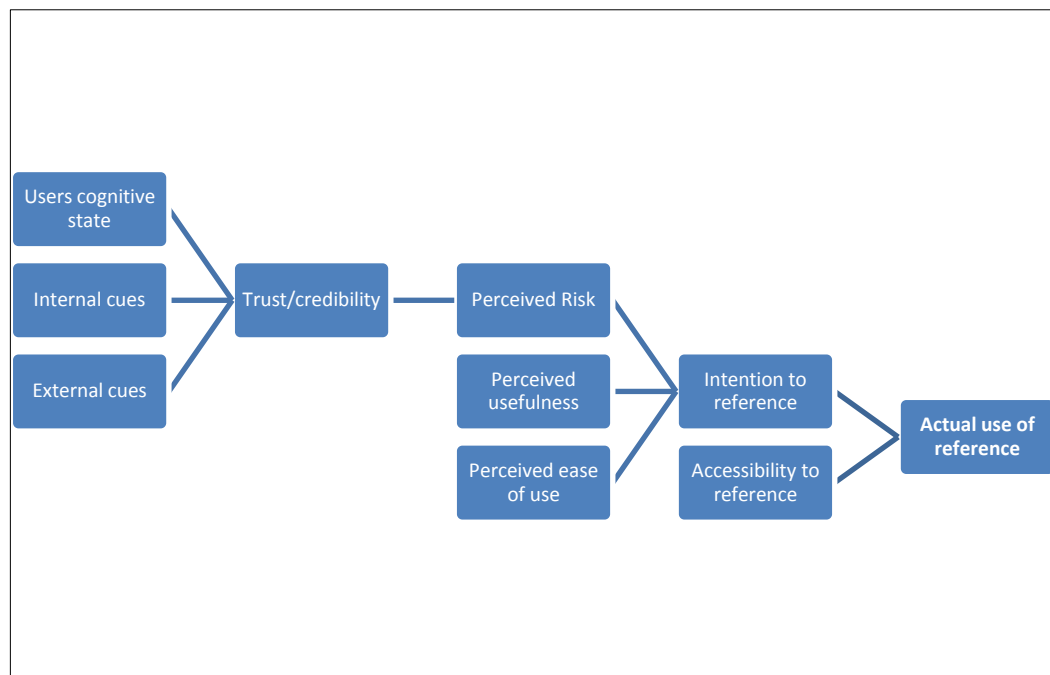 Users cognitive
state
Internal cues
External cues
Trust/credibility
Perceived Risk
Perceived
usefulness
Perceived ease
of use
Intention to
reference
Accessibility to
reference
Actual use of
reference